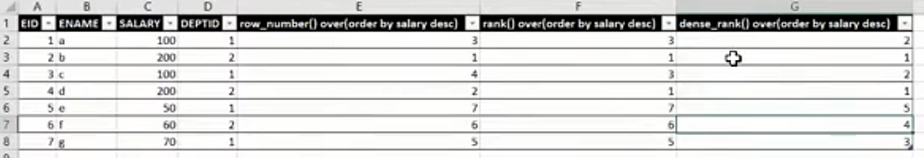 A B C D E F G
1 EID ENAME SALARY DEPTID row_number() over(order by salary desc) rank() over(order by salary desc) dense_rank() over(order by salary desc)
2 1 a 100 1 3 3 2
3 2 b 200 2 1 1 1
4 3 c 100 1 4 3 2
5 4 d 200 2 2 1 1
6 5 e 50 1 7 7 5
7 6 f 60 2 6 6 4
8 7 g 70 1 5 5 3